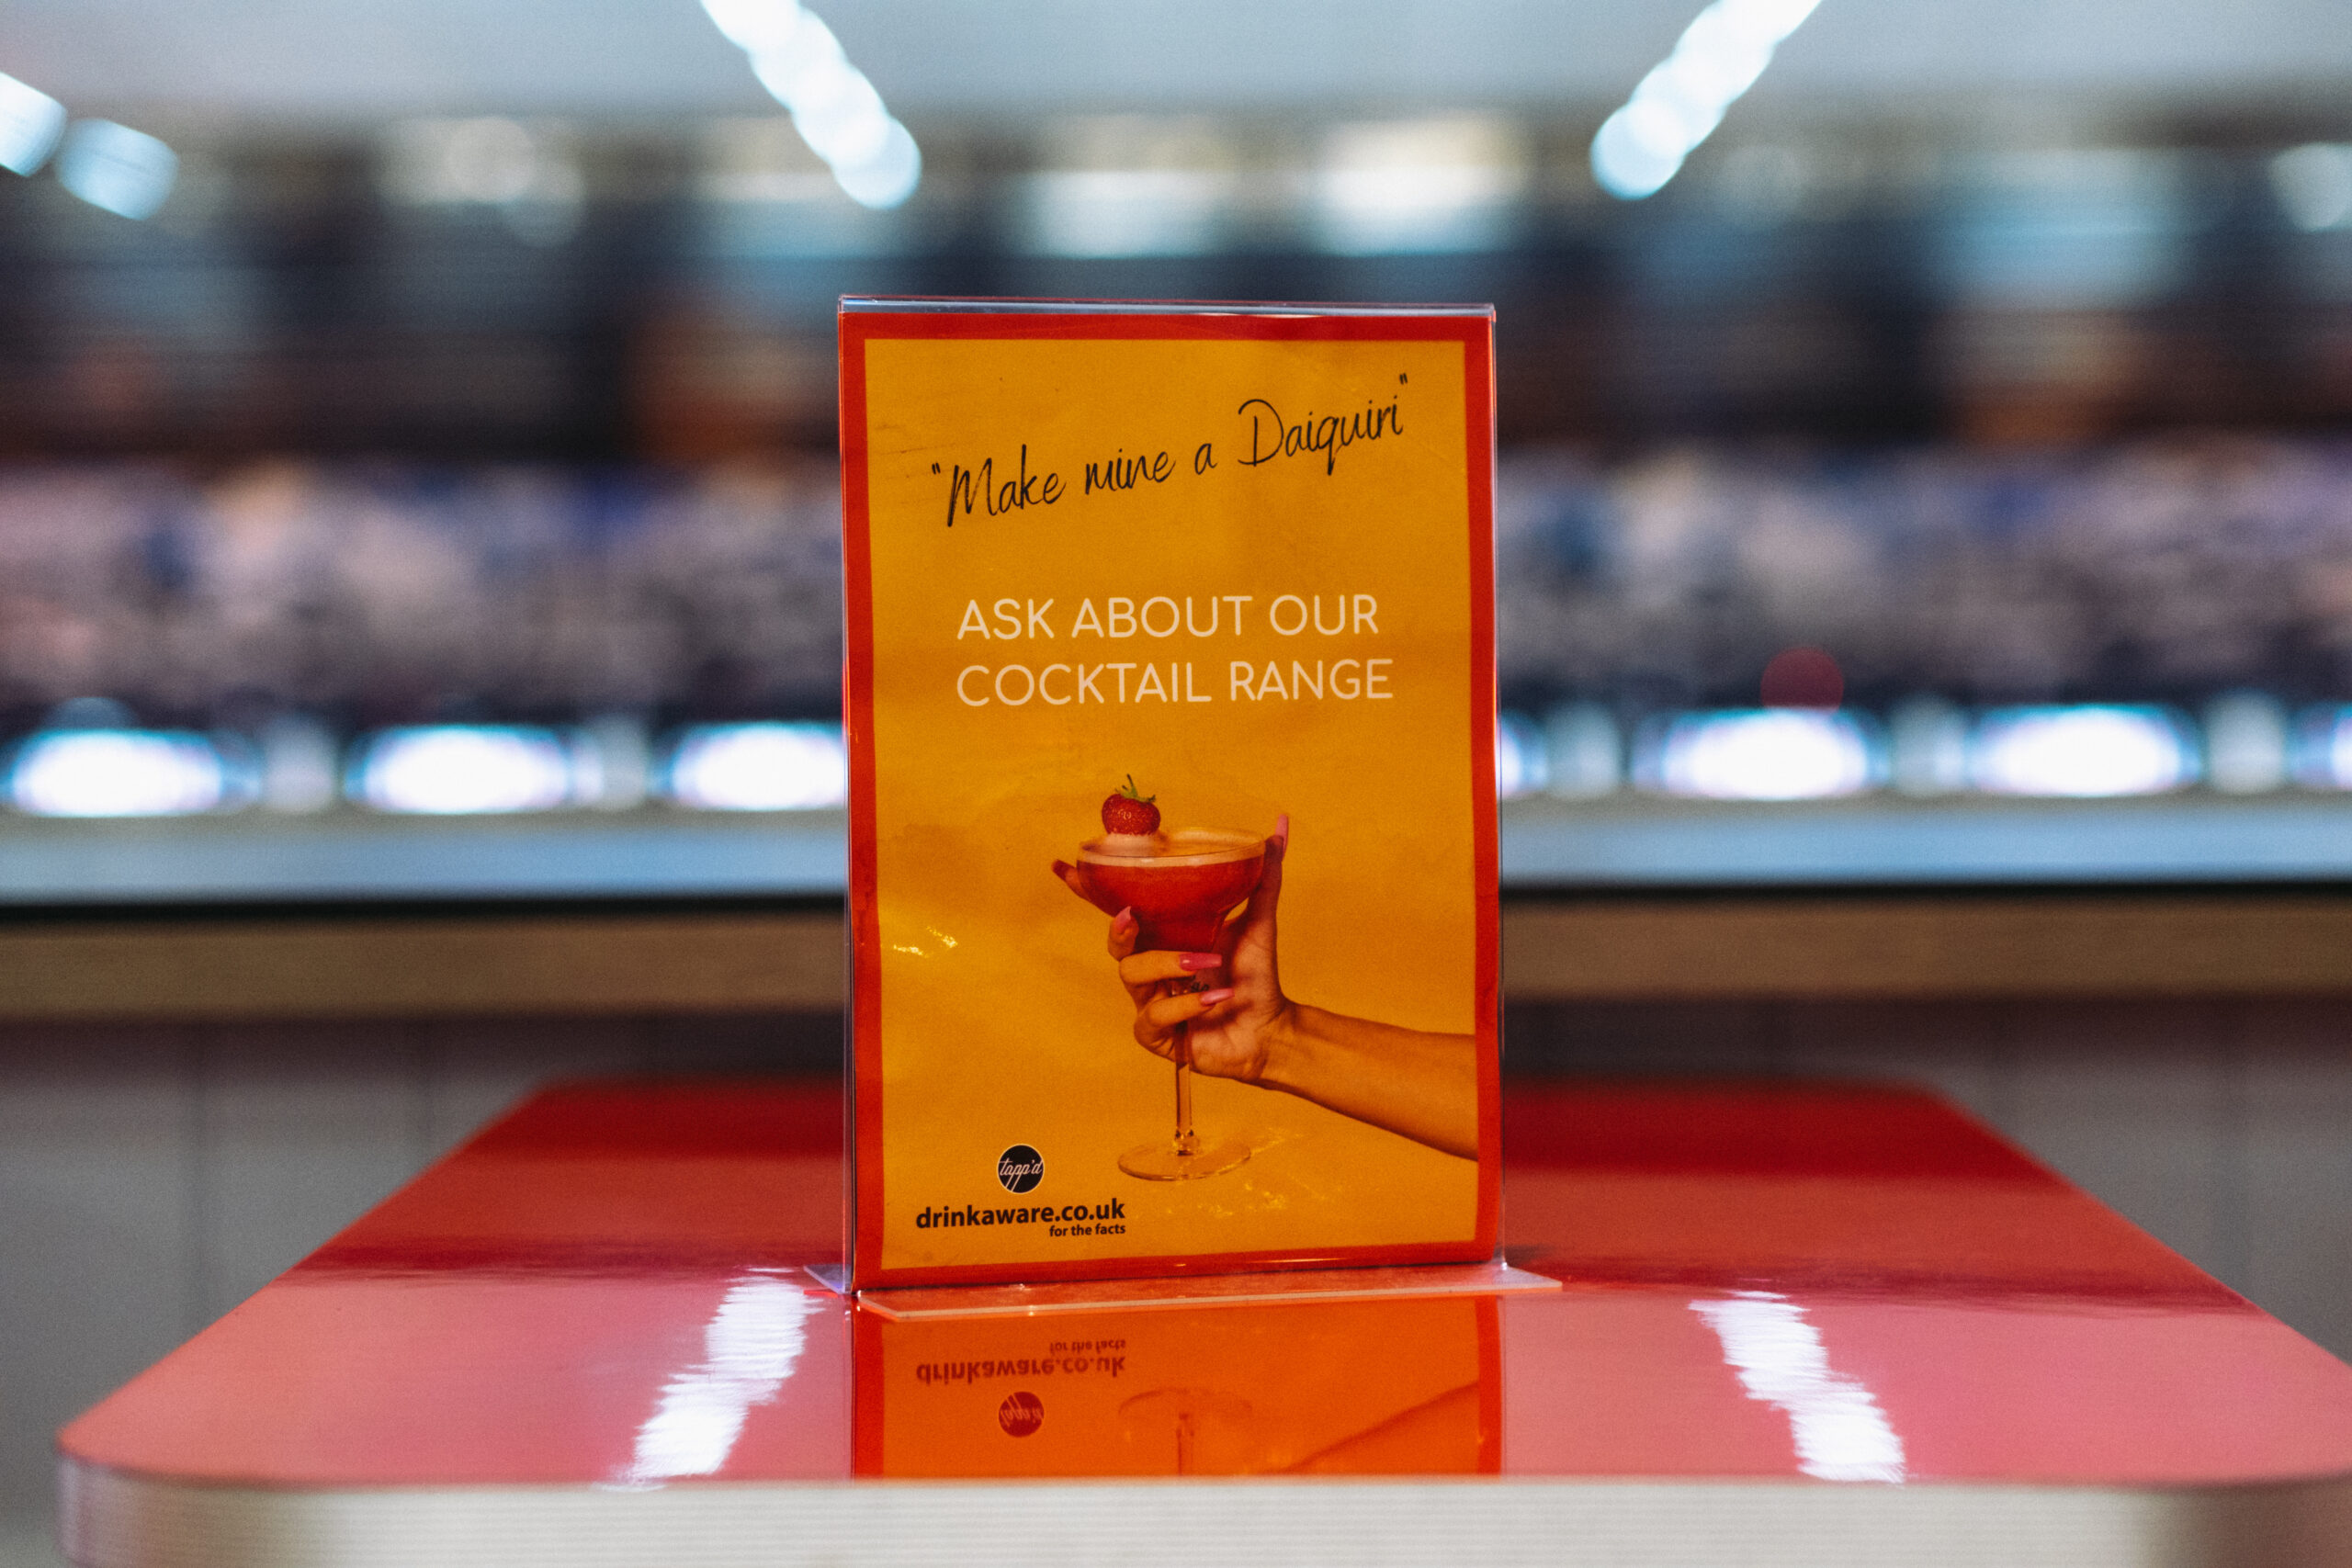 "Make mine a Daiquiri"
ASK ABOUT OUR
COCKTAIL RANGE
tapp'd
drinkaware.co.uk
for the facts